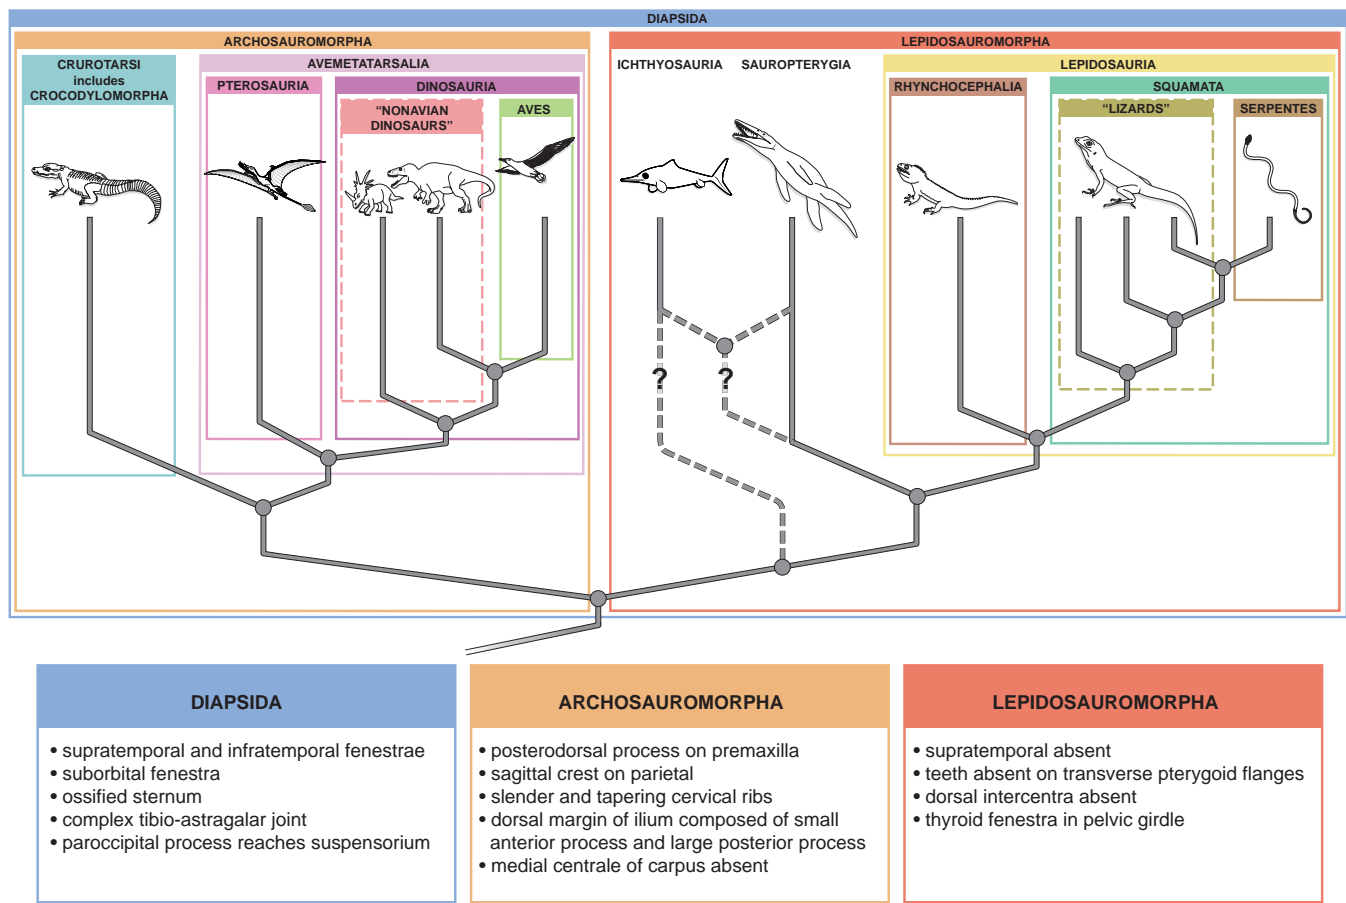 DIAPSIDA
ARCHOSAUROMORPHA
LEPIDOSAUROMORPHA
CRUROTARSI
includes
CROCODYLOMORPHA
AVEMETATARSALIA
PTEROSAURIA
DINOSAURIA
“NONAVIAN
DINOSAURS”
AVES
ICHTHYOSAURIA
SAUROPTERYGIA
LEPIDOSAURIA
RHYNCHOCEPHALIA
SQUAMATA
“LIZARDS”
SERPENTES
?
?
DIAPSIDA
• supratemporal and infratemporal fenestrae
• suborbital fenestra
• ossified sternum
• complex tibio-astragalar joint
• paroccipital process reaches suspensorium
ARCHOSAUROMORPHA
• posterodorsal process on premaxilla
• sagittal crest on parietal
• slender and tapering cervical ribs
• dorsal margin of ilium composed of small
anterior process and large posterior process
• medial centrale of carpus absent
LEPIDOSAUROMORPHA
• supratemporal absent
• teeth absent on transverse pterygoid flanges
• dorsal intercentra absent
• thyroid fenestra in pelvic girdle